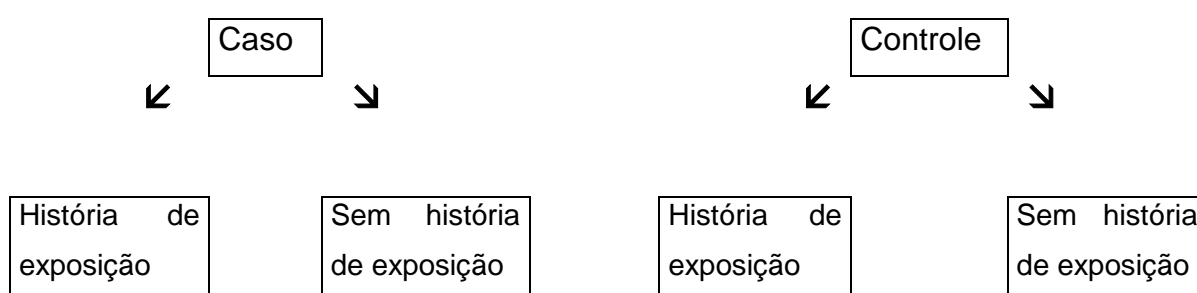 Caso
Controle
História de
exposição
Sem história
de exposição
História de
exposição
Sem história
de exposição